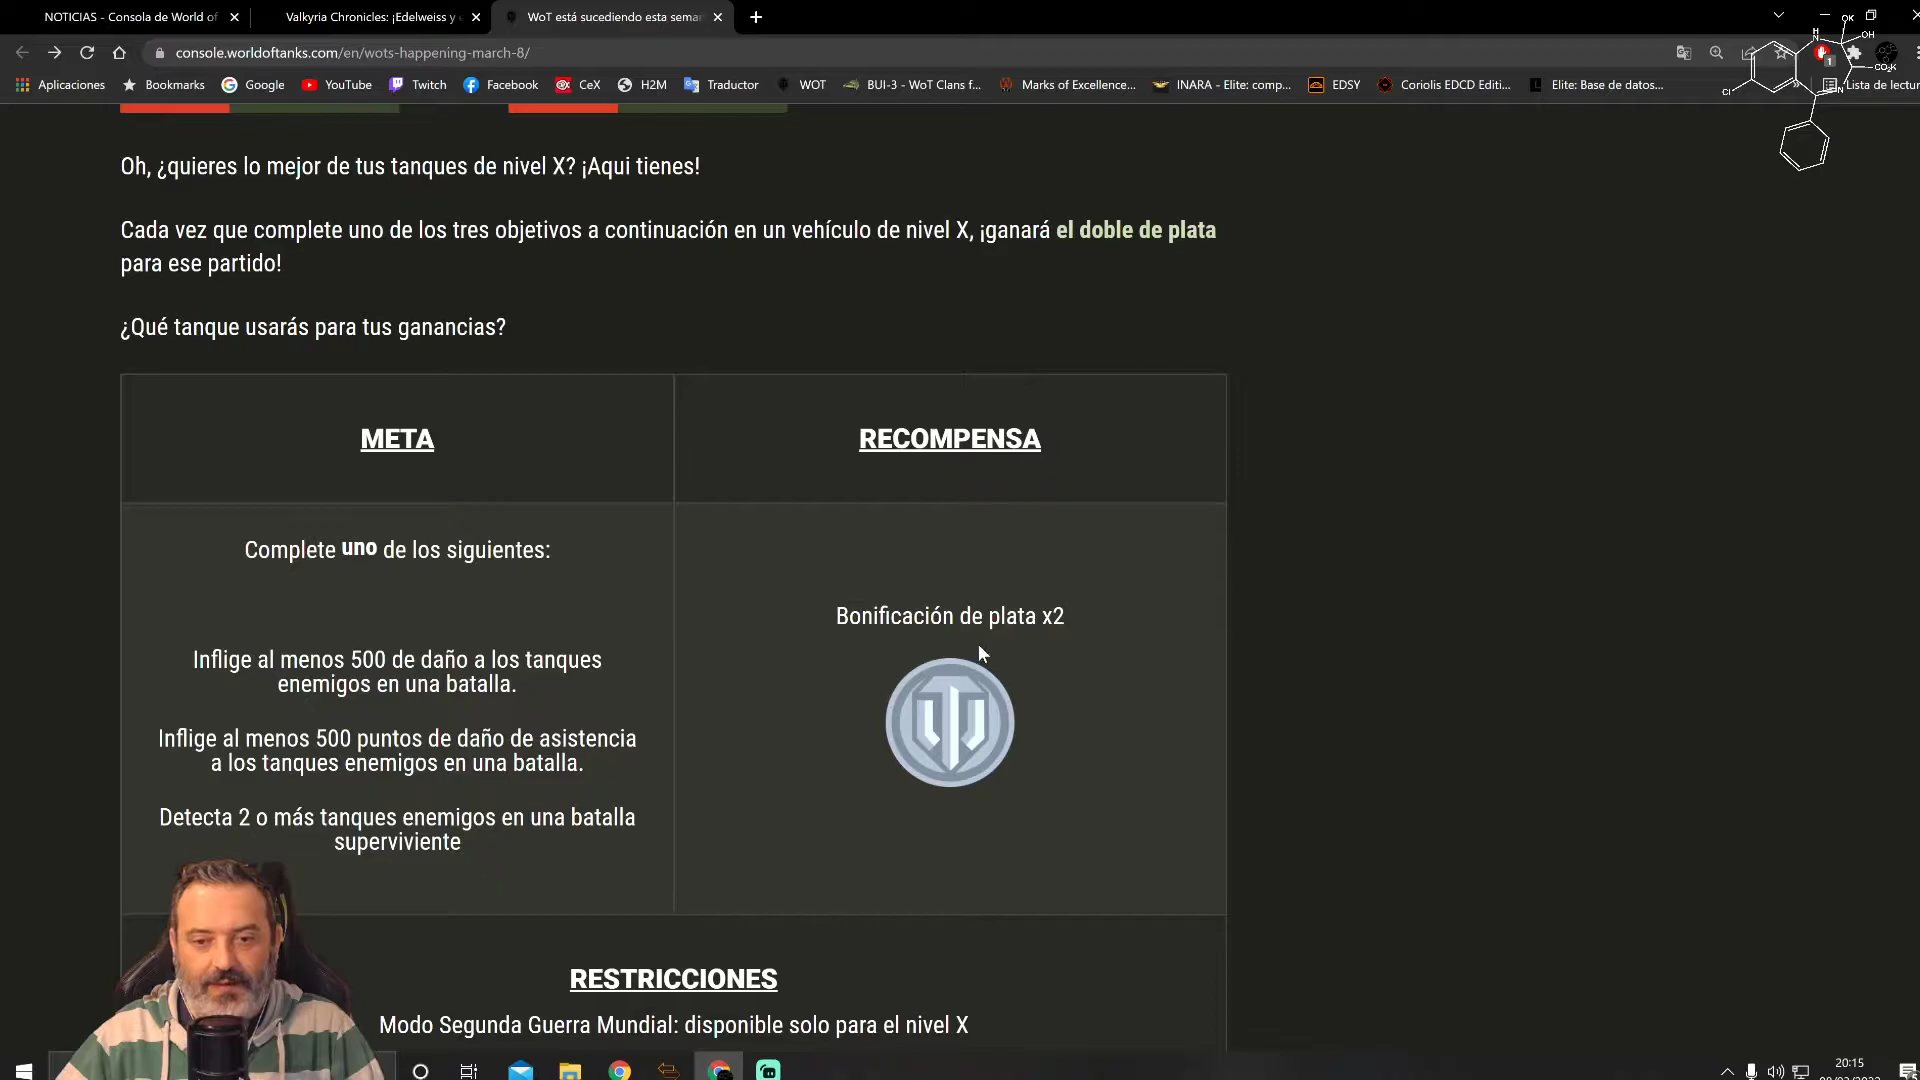 NOTICIAS - Consola de World of
Valkyria Chronicles: ¡Edelweiss y e
WoT está sucediendo esta seman
console.worldoftanks.com/en/wots-happening-march-8/
Aplicaciones
Bookmarks
Google
YouTube
Twitch
Facebook
CeX
H2M
Traductor
WOT
BUI-3 - WoT Clans f...
Marks of Excellence...
INARA - Elite: comp...
EDSY
Coriolis EDCD Editi...
Elite: Base de datos...
Lista de lectur
OK
H
N
OH
CO₂K
N
Cl
Oh, ¿quieres lo mejor de tus tanques de nivel X? ¡Aqui tienes!
Cada vez que complete uno de los tres objetivos a continuación en un vehículo de nivel X, ¡ganará el doble de plata
para ese partido!
¿Qué tanque usarás para tus ganancias?
META
RECOMPENSA
Complete uno de los siguientes:
Bonificación de plata x2
Inflige al menos 500 de daño a los tanques
enemigos en una batalla.
Inflige al menos 500 puntos de daño de asistencia
a los tanques enemigos en una batalla.
Detecta 2 o más tanques enemigos en una batalla
superviviente
RESTRICCIONES
Modo Segunda Guerra Mundial: disponible solo para el nivel X
20:15